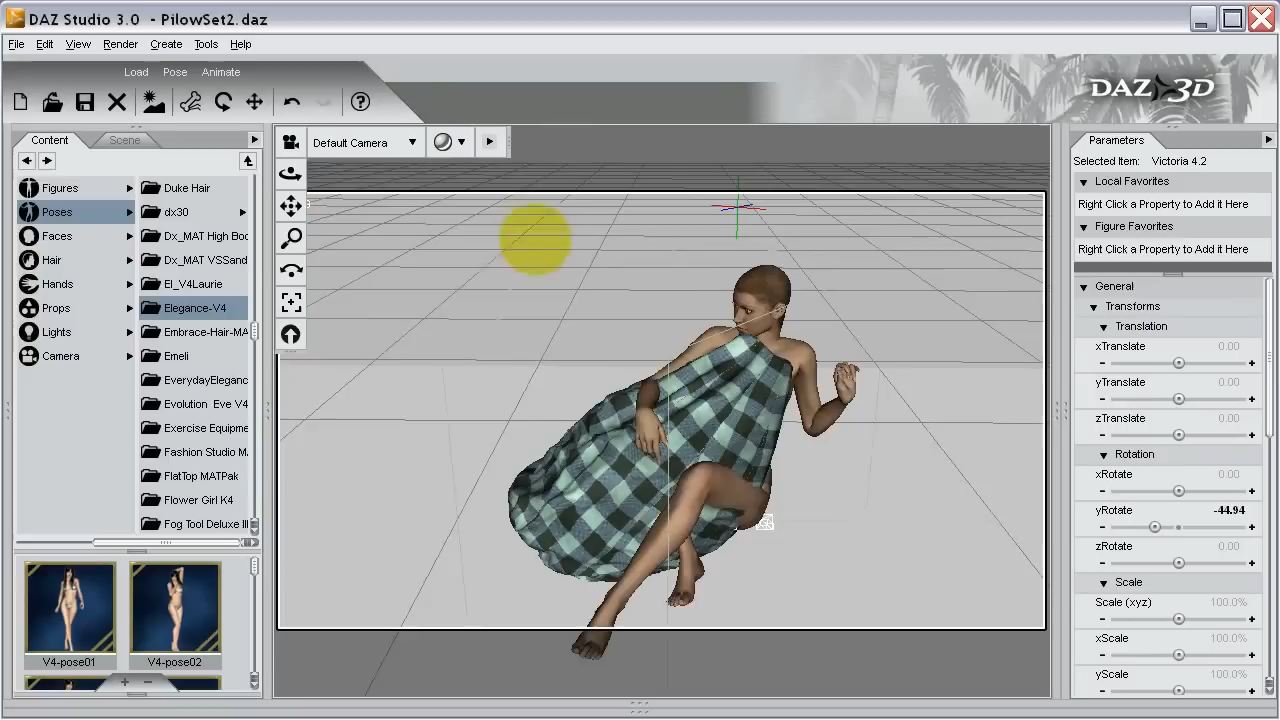 DAZ Studio 3.0 - PilowSet2.daz
File Edit View Render Create Tools Help
Load Pose Animate
DAZ 3D
Content Scene
Figures
Poses
Faces
Hair
Hands
Props
Lights
Camera
Duke Hair
dx30
Dx_MAT High Boc
Dx_MAT VSSand
El_V4Laurie
Elegance-V4
Embrace-Hair-MA
Emeli
EverydayEleganc
Evolution Eve V4
Exercise Equipme
Fashion Studio M.
FlatTop MATPak
Flower Girl K4
Fog Tool Deluxe III
V4-pose01 V4-pose02
Default Camera
Parameters
Selected Item: Victoria 4.2
Local Favorites
Right Click a Property to Add it Here
Figure Favorites
Right Click a Property to Add it Here
General
Transforms
Translation
xTranslate 0.00
yTranslate 0.00
zTranslate 0.00
Rotation
xRotate 0.00
yRotate -44.94
zRotate 0.00
Scale
Scale (xyz) 100.0%
xScale 100.0%
yScale 100.0%